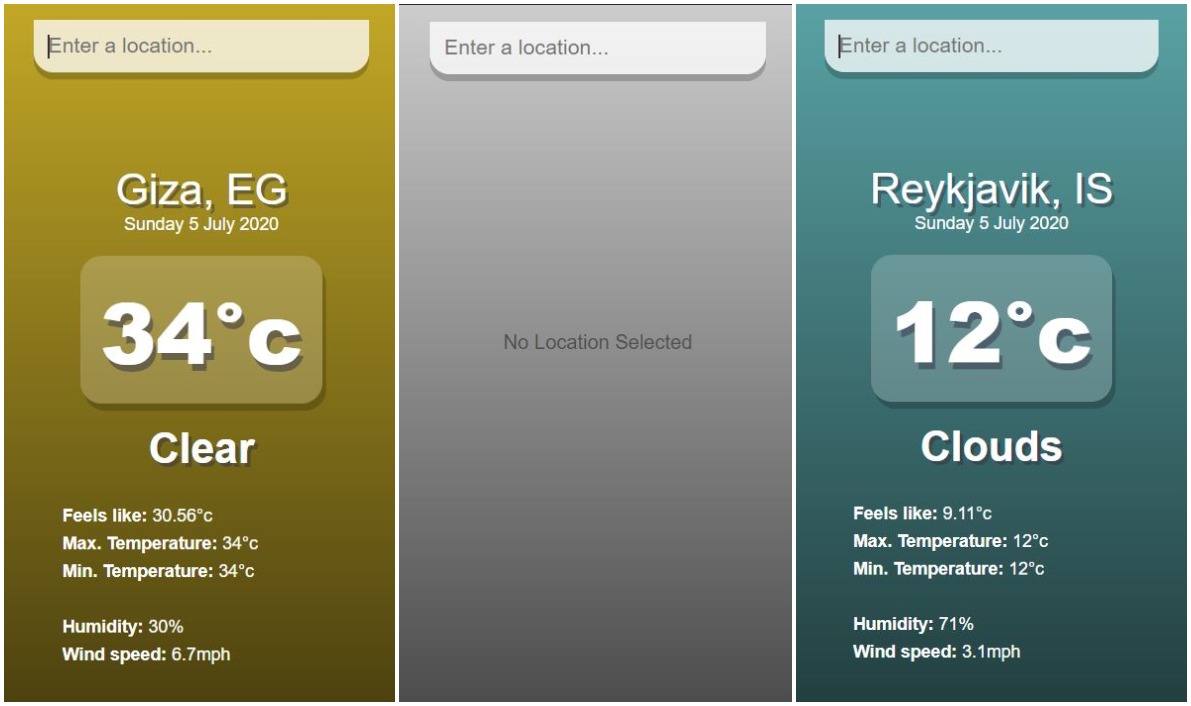 Enter a location...
Giza, EG
Sunday 5 July 2020
34°c
Clear
Feels like: 30.56°c
Max. Temperature: 34°c
Min. Temperature: 34°c
Humidity: 30%
Wind speed: 6.7mph
Enter a location...
No Location Selected
Enter a location...
Reykjavik, IS
Sunday 5 July 2020
12°c
Clouds
Feels like: 9.11°c
Max. Temperature: 12°c
Min. Temperature: 12°c
Humidity: 71%
Wind speed: 3.1mph